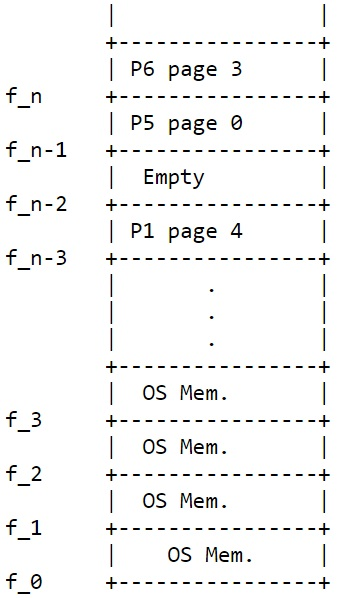 |                |
+----------------+
| P6 page 3      |
f_n     +----------------+
| P5 page 0      |
f_n-1   +----------------+
|  Empty         |
f_n-2   +----------------+
| P1 page 4      |
f_n-3   +----------------+
|       .        |
|       .        |
|       .        |
+----------------+
|  OS Mem.       |
f_3     +----------------+
|  OS Mem.       |
f_2     +----------------+
|  OS Mem.       |
f_1     +----------------+
|    OS Mem.     |
f_0     +----------------+